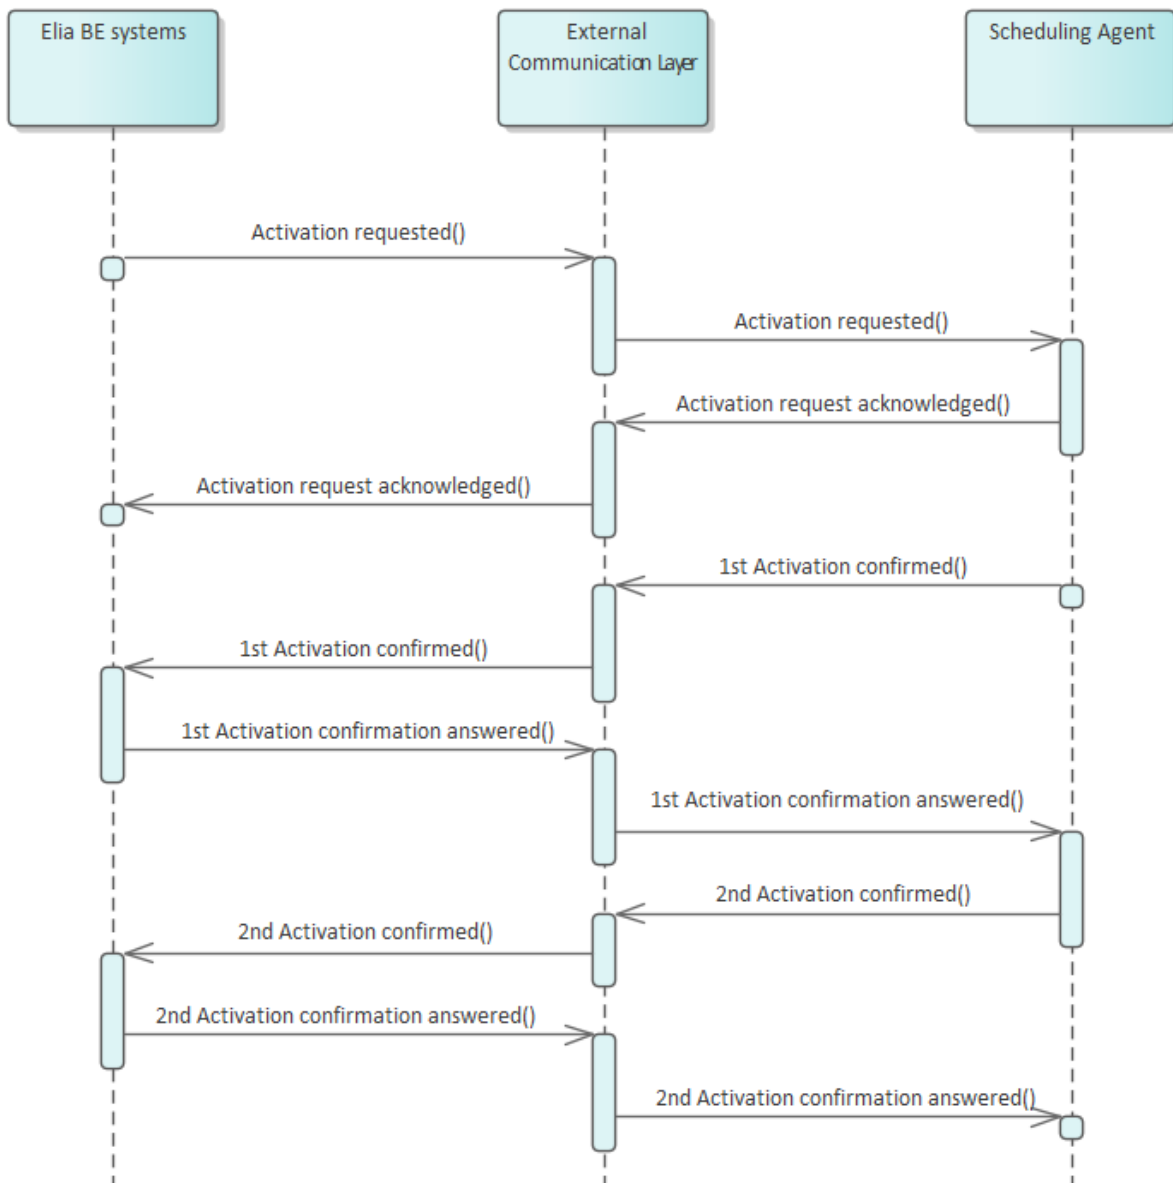 Elia BE systems
External
Communication Layer
Scheduling Agent
Activation requested()
Activation requested()
Activation request acknowledged()
Activation request acknowledged()
1st Activation confirmed()
1st Activation confirmed()
1st Activation confirmation answered()
1st Activation confirmation answered()
2nd Activation confirmed()
2nd Activation confirmed()
2nd Activation confirmation answered()
2nd Activation confirmation answered()